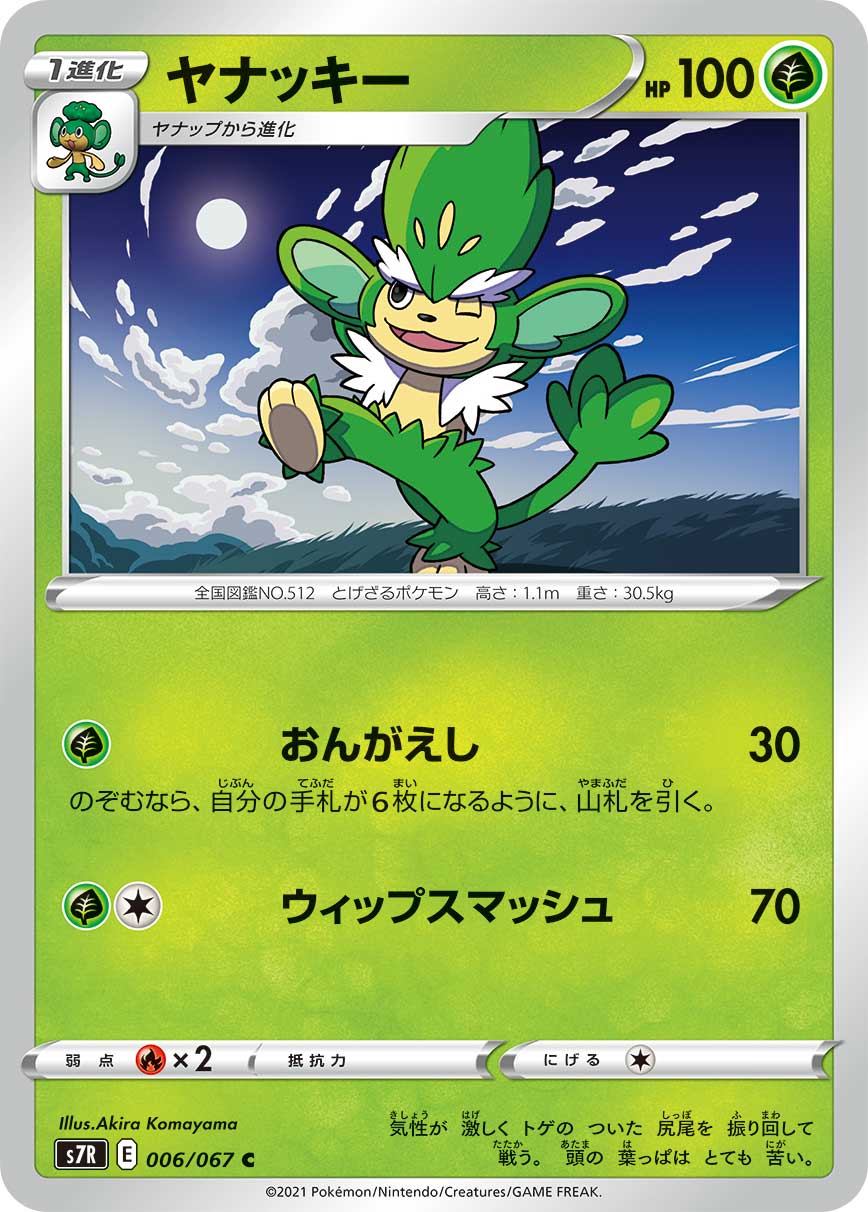 1進化
ヤナッキー
HP 100
ヤナップから進化
全国図鑑NO.512 とげざるポケモン 高さ：1.1m 重さ：30.5kg
おんがえし 30
のぞむなら、自分の手札が6枚になるように、山札を引く。
ウィップスマッシュ 70
弱点 ×2 抵抗力 にげる
Illus.Akira Komayama
s7R E 006/067 C
気性が 激しく トゲの ついた 尻尾を 振り回して
戦う。 頭の 葉っぱは とても 苦い。
©2021 Pokémon/Nintendo/Creatures/GAME FREAK.